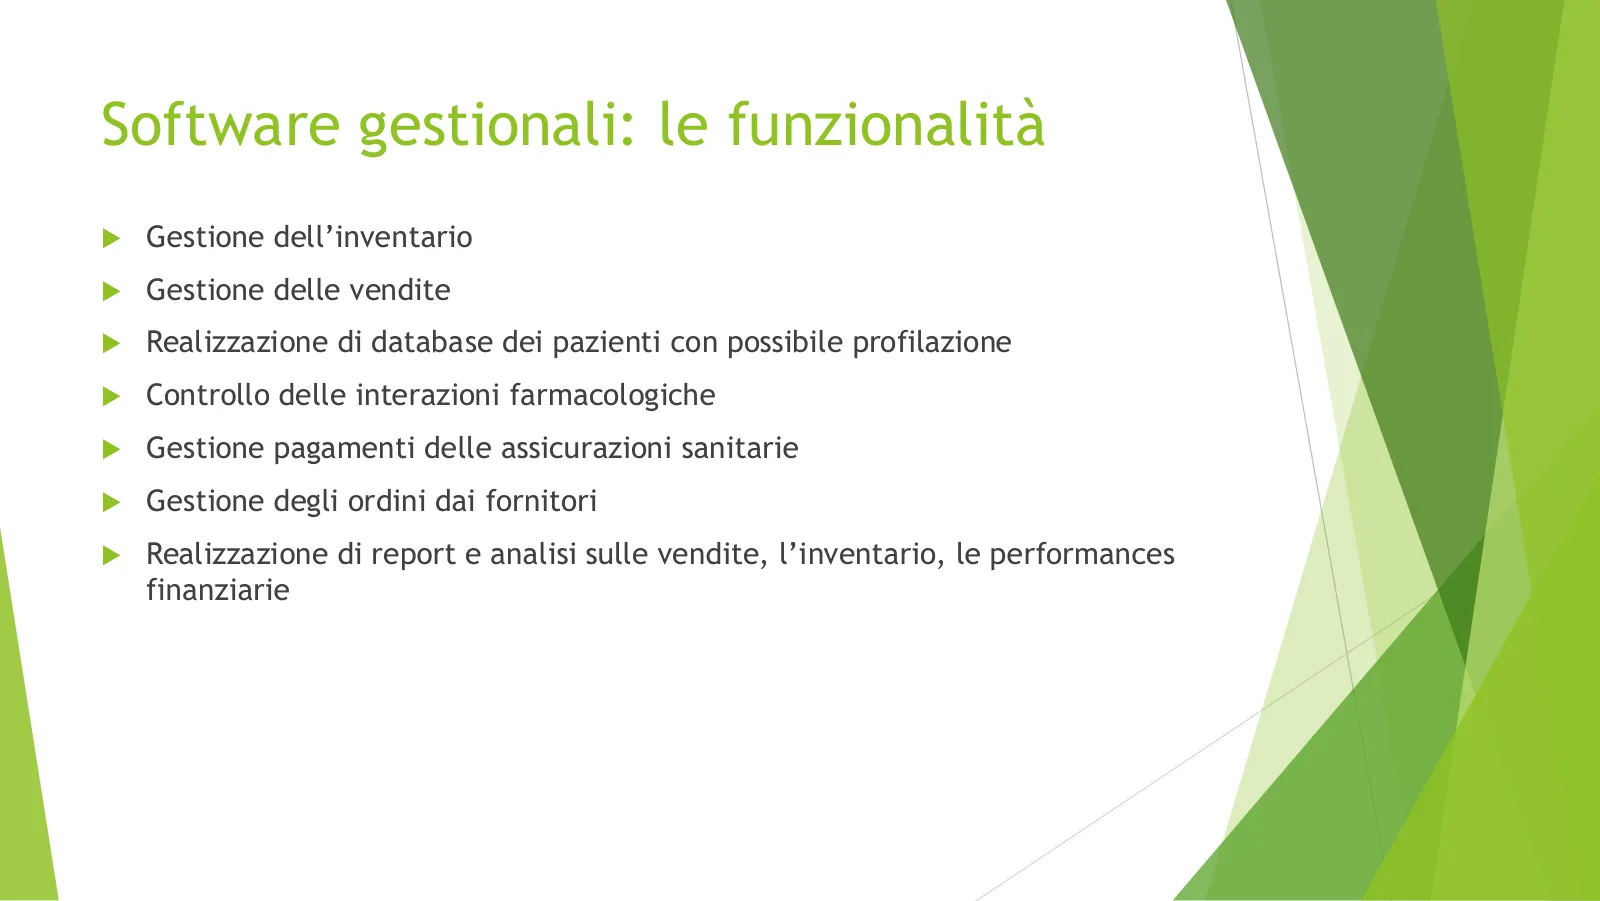 Software gestionali: le funzionalità
Gestione dell’inventario
Gestione delle vendite
Realizzazione di database dei pazienti con possibile profilazione
Controllo delle interazioni farmacologiche
Gestione pagamenti delle assicurazioni sanitarie
Gestione degli ordini dai fornitori
Realizzazione di report e analisi sulle vendite, l’inventario, le performances
finanziarie